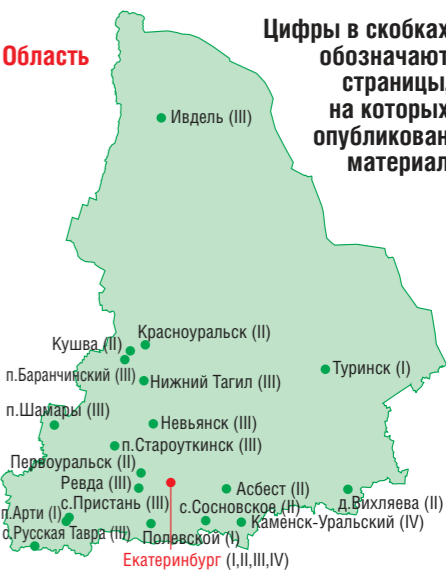 Область
Цифры в скобках
обозначают
страницы,
на которых
опубликован
материал
Ивдель (III)
Красноуральск (II)
Кушва (II)
п.Баранчинский (III)
Туринск (I)
Нижний Тагил (III)
п.Шамары (III)
Невьянск (III)
п.Староуткинск (III)
Первоуральск (II)
Ревда (III)
Асбест (II)
д.Вихляева (II)
с.Пристань (III)
с.Сосновское (II)
п.Арти (I)
Каменск-Уральский (IV)
с.Русская Тавра (III)
Полевской (I)
Екатеринбург (I,II,III,IV)